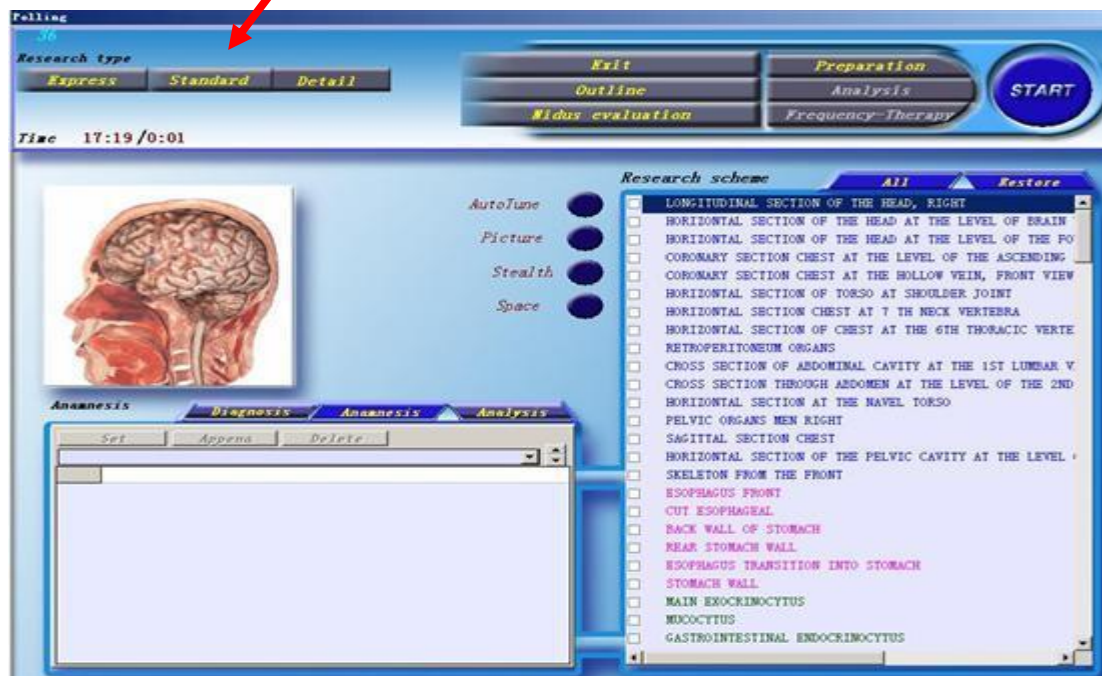 Polling
36
Research type
Express Standard Detail
Time 17:19/0:01
Exit
Outline
Nidus evaluation
Preparation
Analysis
Frequency-Therapy
START
AutoTune
Picture
Stealth
Space
Anamnesis
Diagnosis Anamnesis Analysis
Set Append Delete
Research scheme
All Restore
LONGITUDINAL SECTION OF THE HEAD, RIGHT
HORIZONTAL SECTION OF THE HEAD AT THE LEVEL OF BRAIN
HORIZONTAL SECTION OF THE HEAD AT THE LEVEL OF THE FO
CORONARY SECTION CHEST AT THE LEVEL OF THE ASCENDING
CORONARY SECTION CHEST AT THE HOLLOW VEIN, FRONT VIEW
HORIZONTAL SECTION OF TORSO AT SHOULDER JOINT
HORIZONTAL SECTION CHEST AT 7 TH NECK VERTEBRA
HORIZONTAL SECTION OF CHEST AT THE 6TH THORACIC VERTE
RETROPERITONEUM ORGANS
CROSS SECTION OF ABDOMINAL CAVITY AT THE 1ST LUMBAR V
CROSS SECTION THROUGH ABDOMEN AT THE LEVEL OF THE 2ND
HORIZONTAL SECTION AT THE NAVEL TORSO
PELVIC ORGANS MEN RIGHT
SAGITTAL SECTION CHEST
HORIZONTAL SECTION OF THE PELVIC CAVITY AT THE LEVEL
SKELETON FROM THE FRONT
ESOPHAGUS FRONT
CUT ESOPHAGEAL
BACK WALL OF STOMACH
REAR STOMACH WALL
ESOPHAGUS TRANSITION INTO STOMACH
STOMACH WALL
MAIN EXOCRINOCYTUS
MUCOCYTUS
GASTROINTESTINAL ENDOCRINOCYTUS